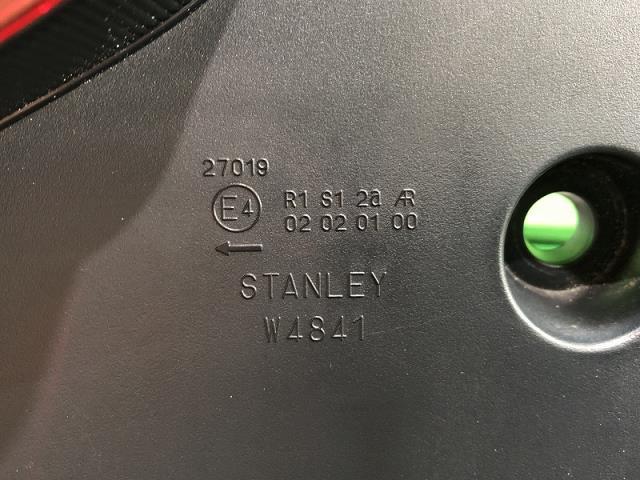 27019
E4 R1 S1 2a AR
02 02 01 00
←
STANLEY
W4841